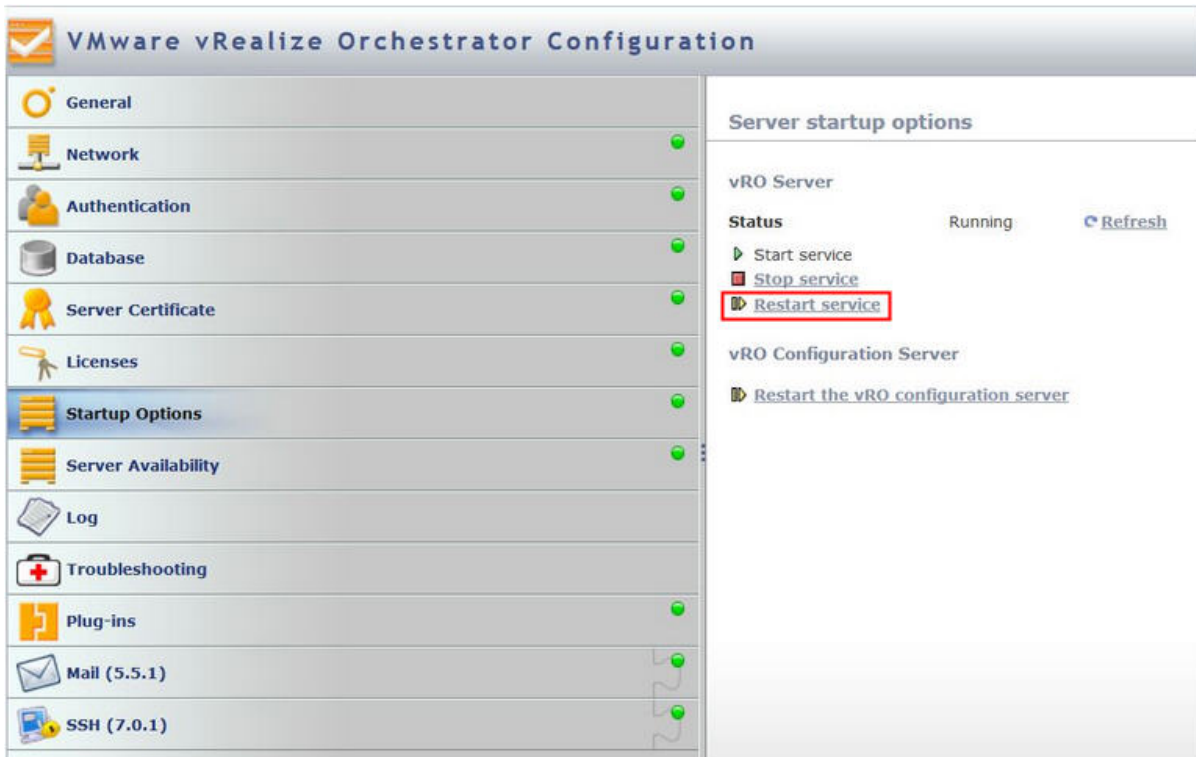 VMware vRealize Orchestrator Configuration
General
Network
Authentication
Database
Server Certificate
Licenses
Startup Options
Server Availability
Log
Troubleshooting
Plug-ins
Mail (5.5.1)
SSH (7.0.1)
Server startup options
vRO Server
Status Running Refresh
Start service
Stop service
Restart service
vRO Configuration Server
Restart the vRO configuration server